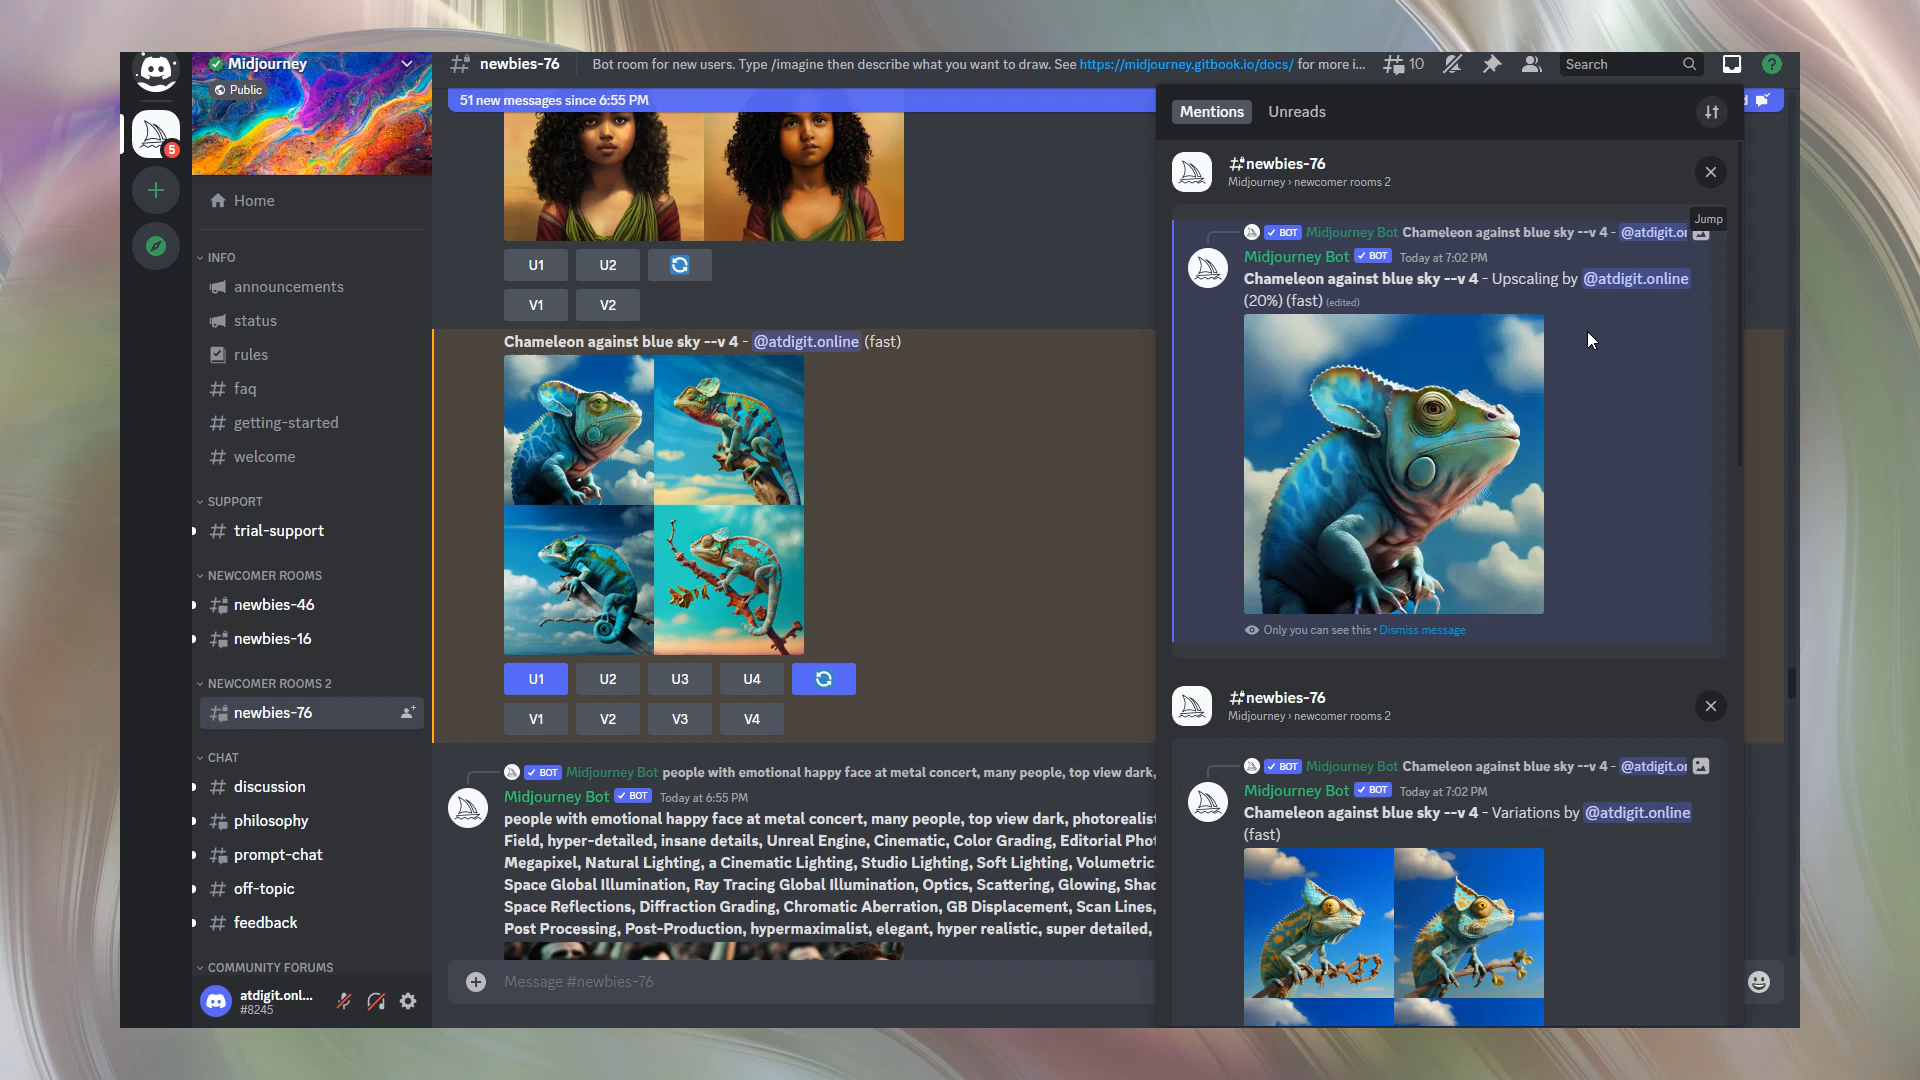 Midjourney
Public
5
Home
INFO
announcements
status
rules
faq
getting-started
welcome
SUPPORT
trial-support
NEWCOMER ROOMS
newbies-46
newbies-16
NEWCOMER ROOMS 2
newbies-76
CHAT
discussion
philosophy
prompt-chat
off-topic
feedback
COMMUNITY FORUMS
atdigit.onl...
#8245
newbies-76
Bot room for new users. Type /imagine then describe what you want to draw. See https://midjourney.gitbook.io/docs/ for more i...
10
Search
51 new messages since 6:55 PM
U1 U2
V1 V2
Chameleon against blue sky --v 4 - @atdigit.online (fast)
U1 U2 U3 U4
V1 V2 V3 V4
BOT Midjourney Bot people with emotional happy face at metal concert, many people, top view dark,
Midjourney Bot BOT Today at 6:55 PM
people with emotional happy face at metal concert, many people, top view dark, photorealist
Field, hyper-detailed, insane details, Unreal Engine, Cinematic, Color Grading, Editorial Phot
Megapixel, Natural Lighting, a Cinematic Lighting, Studio Lighting, Soft Lighting, Volumetric.
Space Global Illumination, Ray Tracing Global Illumination, Optics, Scattering, Glowing, Shac
Space Reflections, Diffraction Grading, Chromatic Aberration, GB Displacement, Scan Lines,
Post Processing, Post-Production, hypermaximalist, elegant, hyper realistic, super detailed,
Message #newbies-76
Mentions Unreads
#newbies-76
Midjourney › newcomer rooms 2
Jump
BOT Midjourney Bot Chameleon against blue sky --v 4 - @atdigit.or
Midjourney Bot BOT Today at 7:02 PM
Chameleon against blue sky --v 4 - Upscaling by @atdigit.online
(20%) (fast) (edited)
Only you can see this • Dismiss message
#newbies-76
Midjourney › newcomer rooms 2
BOT Midjourney Bot Chameleon against blue sky --v 4 - @atdigit.or
Midjourney Bot BOT Today at 7:02 PM
Chameleon against blue sky --v 4 - Variations by @atdigit.online
(fast)